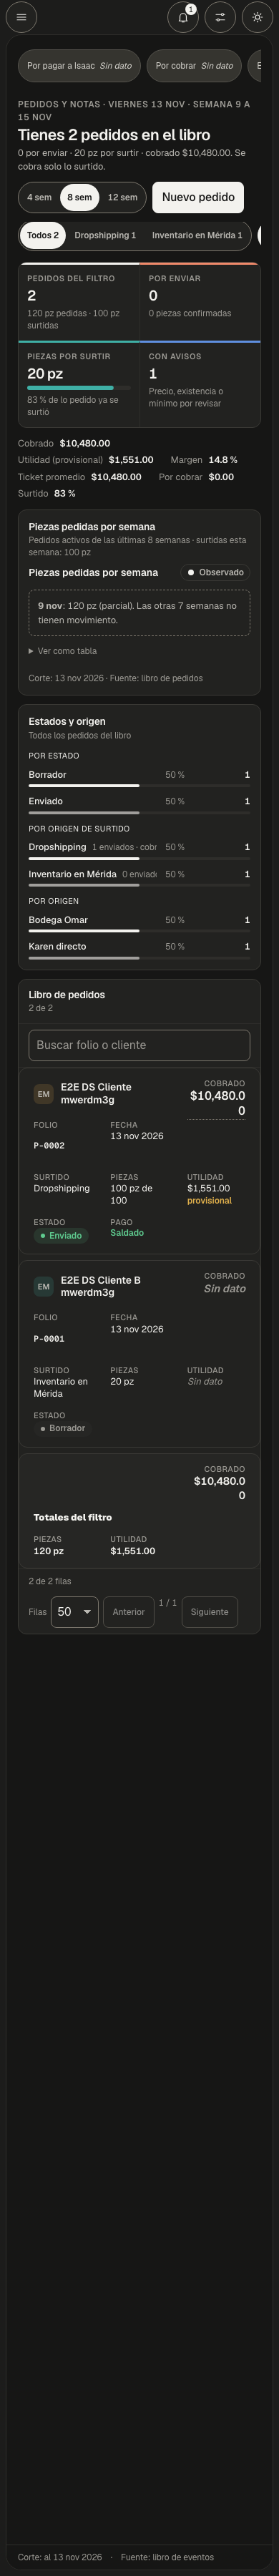 1
Por pagar a Isaac Sin dato
Por cobrar Sin dato
PEDIDOS Y NOTAS · VIERNES 13 NOV · SEMANA 9 A
15 NOV
Tienes 2 pedidos en el libro
0 por enviar · 20 pz por surtir · cobrado $10,480.00. Se
cobra solo lo surtido.
4 sem 8 sem 12 sem Nuevo pedido
Todos 2 Dropshipping 1 Inventario en Mérida 1
PEDIDOS DEL FILTRO
2
120 pz pedidas · 100 pz
surtidas
POR ENVIAR
0
0 piezas confirmadas
PIEZAS POR SURTIR
20 pz
83 % de lo pedido ya se
surtió
CON AVISOS
1
Precio, existencia o
mínimo por revisar
Cobrado $10,480.00
Utilidad (provisional) $1,551.00 Margen 14.8 %
Ticket promedio $10,480.00 Por cobrar $0.00
Surtido 83 %
Piezas pedidas por semana
Pedidos activos de las últimas 8 semanas · surtidas esta
semana: 100 pz
Piezas pedidas por semana Observado
9 nov: 120 pz (parcial). Las otras 7 semanas no
tienen movimiento.
Ver como tabla
Corte: 13 nov 2026 · Fuente: libro de pedidos
Estados y origen
Todos los pedidos del libro
POR ESTADO
Borrador 50 % 1
Enviado 50 % 1
POR ORIGEN DE SURTIDO
Dropshipping 1 enviados · 50 % 1
Inventario en Mérida 0 50 % 1
POR ORIGEN
Bodega Omar 50 % 1
Karen directo 50 % 1
Libro de pedidos
2 de 2
Buscar folio o cliente
EM
E2E DS Cliente
mwerdm3g
COBRADO
$10,480.0
0
FOLIO
P-0002
FECHA
13 nov 2026
SURTIDO
Dropshipping
PIEZAS
100 pz de
100
UTILIDAD
$1,551.00
provisional
ESTADO
Enviado
PAGO
Saldado
EM
E2E DS Cliente B
mwerdm3g
COBRADO
Sin dato
FOLIO
P-0001
FECHA
13 nov 2026
SURTIDO
Inventario en
Mérida
PIEZAS
20 pz
UTILIDAD
Sin dato
ESTADO
Borrador
COBRADO
$10,480.0
0
Totales del filtro
PIEZAS
120 pz
UTILIDAD
$1,551.00
2 de 2 filas
Filas 50 Anterior 1 / 1 Siguiente
Corte: al 13 nov 2026 · Fuente: libro de eventos